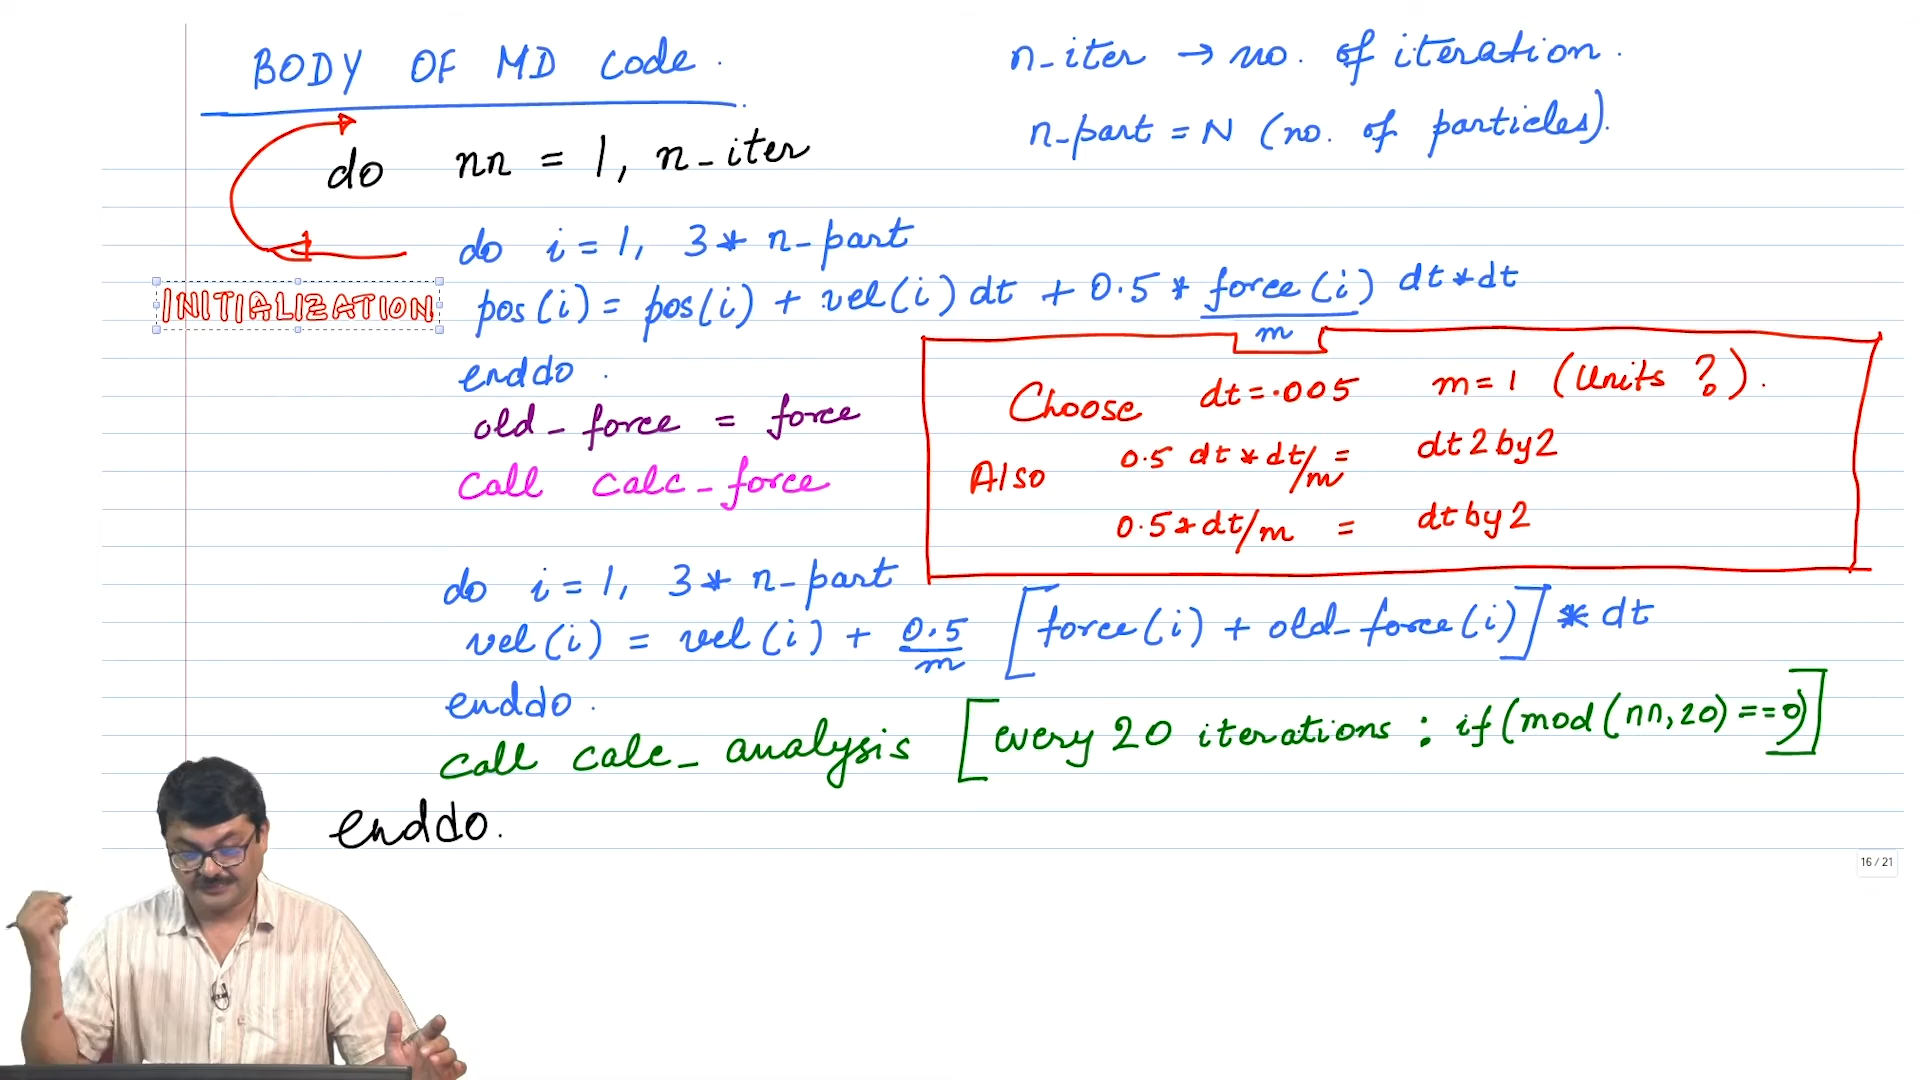 BODY OF MD code.
n-iter → no. of iteration.
n-part = N (no. of particles).
do nn = 1, n-iter
do i = 1, 3* n-part
INITIALIZATION
pos(i) = pos(i) + vel(i) dt + 0.5 * force(i)/m dt*dt
enddo.
old-force = force
call calc-force
Choose dt=.005 m=1 (Units ?).
Also 0.5 dt*dt/m = dt2by2
0.5*dt/m = dtby2
do i = 1, 3* n-part
vel(i) = vel(i) + 0.5/m [force(i) + old-force(i)] * dt
enddo.
call calc-analysis [every 20 iterations : if(mod(nn,20)==0)]
enddo.
16 / 21